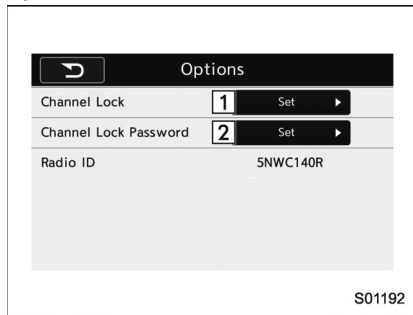 Options
Channel Lock 1 Set
Channel Lock Password 2 Set
Radio ID 5NWC140R
S01192